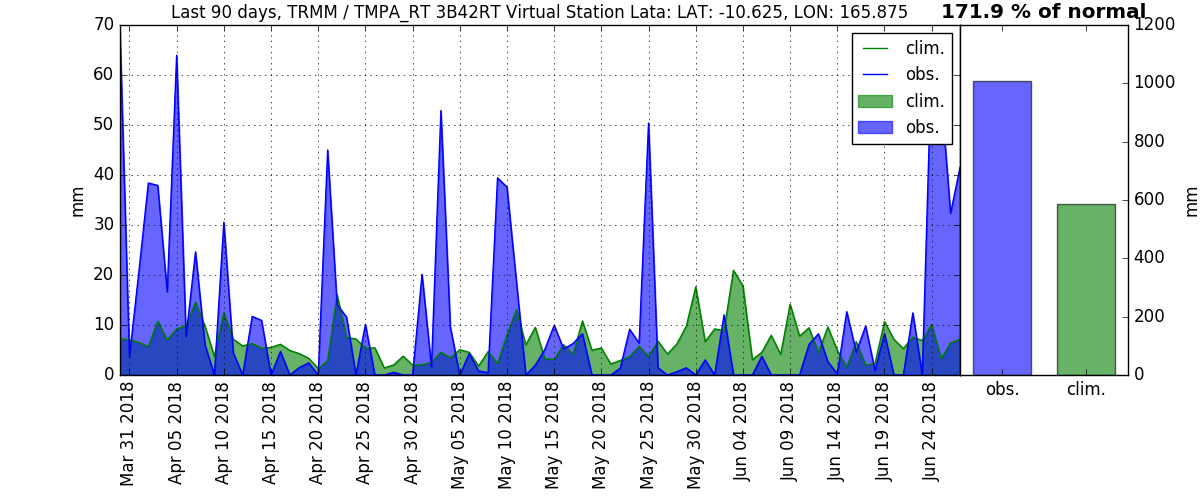 Last 90 days, TRMM / TMPA_RT 3B42RT Virtual Station Lata: LAT: -10.625, LON: 165.875
171.9 % of normal
70
60
50
40
30
20
10
0
mm
clim.
obs.
clim.
obs.
Mar 31 2018
Apr 05 2018
Apr 10 2018
Apr 15 2018
Apr 20 2018
Apr 25 2018
Apr 30 2018
May 05 2018
May 10 2018
May 15 2018
May 20 2018
May 25 2018
May 30 2018
Jun 04 2018
Jun 09 2018
Jun 14 2018
Jun 19 2018
Jun 24 2018
obs.
clim.
1200
1000
800
600
400
200
0
mm